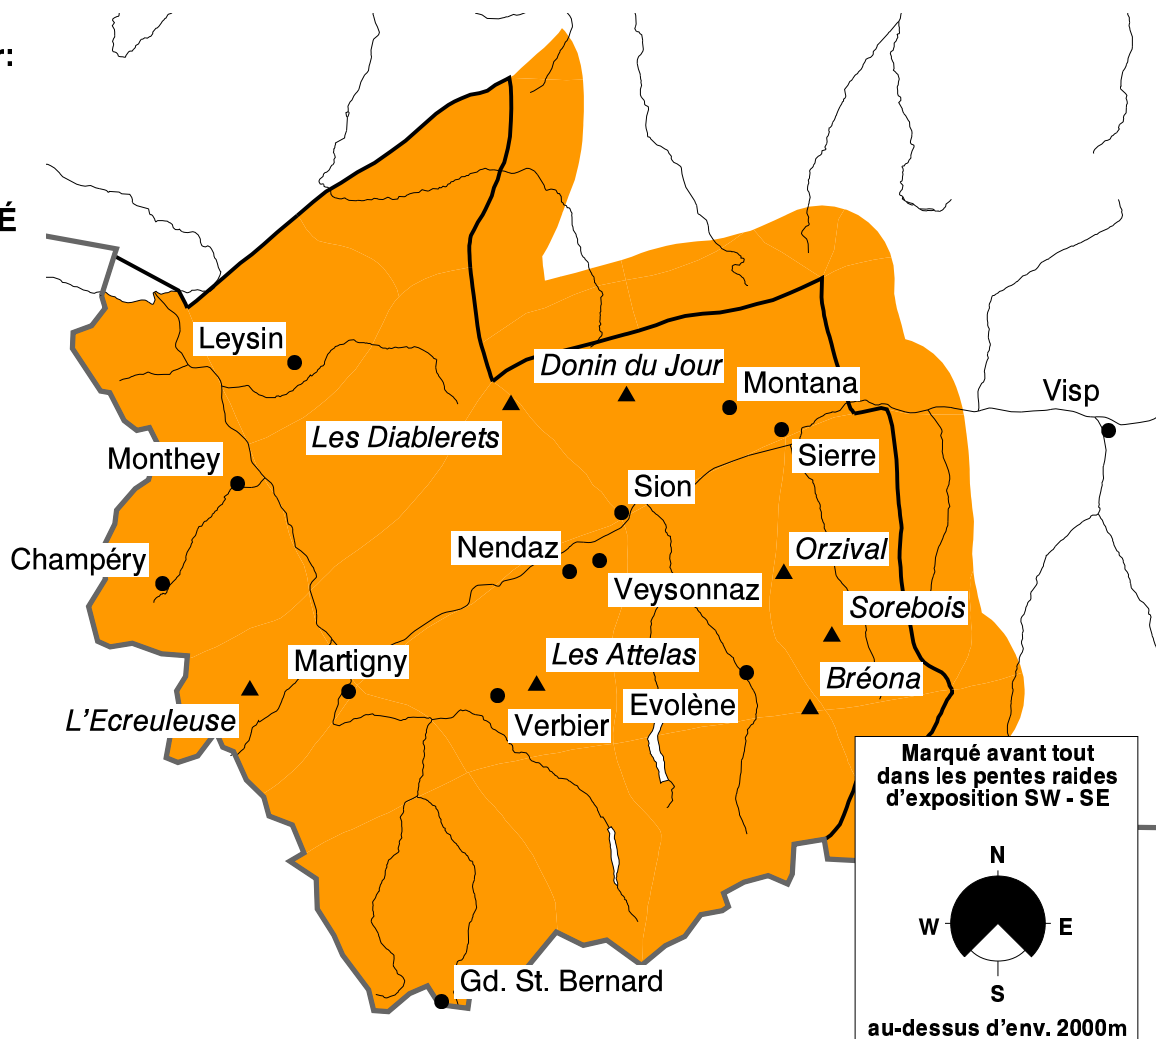 r:
É
Leysin
Donin du Jour
Montana
Visp
Les Diablerets
Monthey
Sierre
Sion
Champéry
Nendaz
Orzival
Veysonnaz
Sorebois
Martigny
Les Attelas
Bréona
L'Ecreuleuse
Verbier
Evolène
Marqué avant tout
dans les pentes raides
d'exposition SW - SE
N
W
E
S
Gd. St. Bernard
au-dessus d'env. 2000m